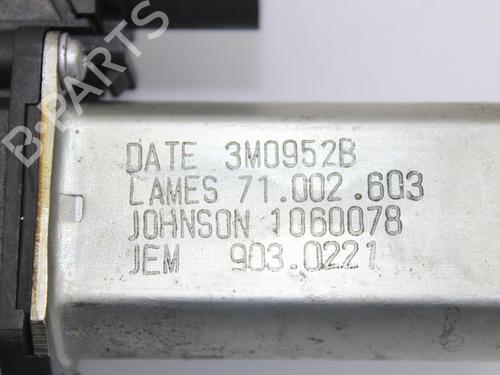 B-PARTS
DATE 3M0952B
LAMES 71.002.603
JOHNSON 1060078
JEM 903.0221